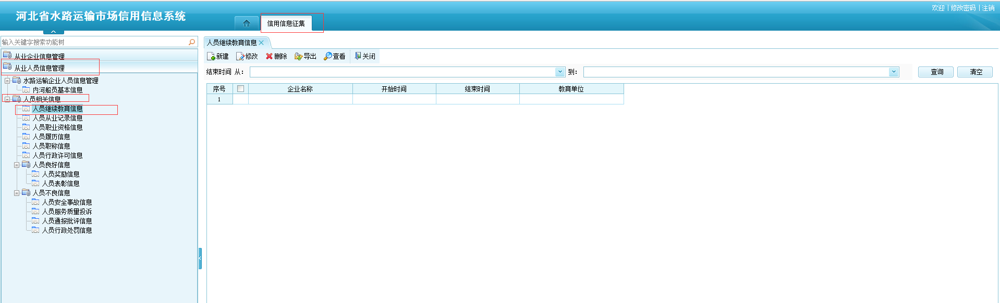 河北省水路运输市场信用信息系统
信用信息征集
欢迎 | 修改密码 | 注销
输入关键字搜索功能树
从业企业信息管理
从业人员信息管理
水路运输企业人员信息管理
内河船员基本信息
人员相关信息
人员继续教育信息
人员从业记录信息
人员职业资格信息
人员履历信息
人员职称信息
人员行政许可信息
人员良好信息
人员奖励信息
人员表彰信息
人员不良信息
人员安全事故信息
人员服务质量投诉
人员通报批评信息
人员行政处罚信息
人员继续教育信息
新建 修改 删除 导出 查看 关闭
结束时间 从： 到： 查询 清空
序号 企业名称 开始时间 结束时间 教育单位
1